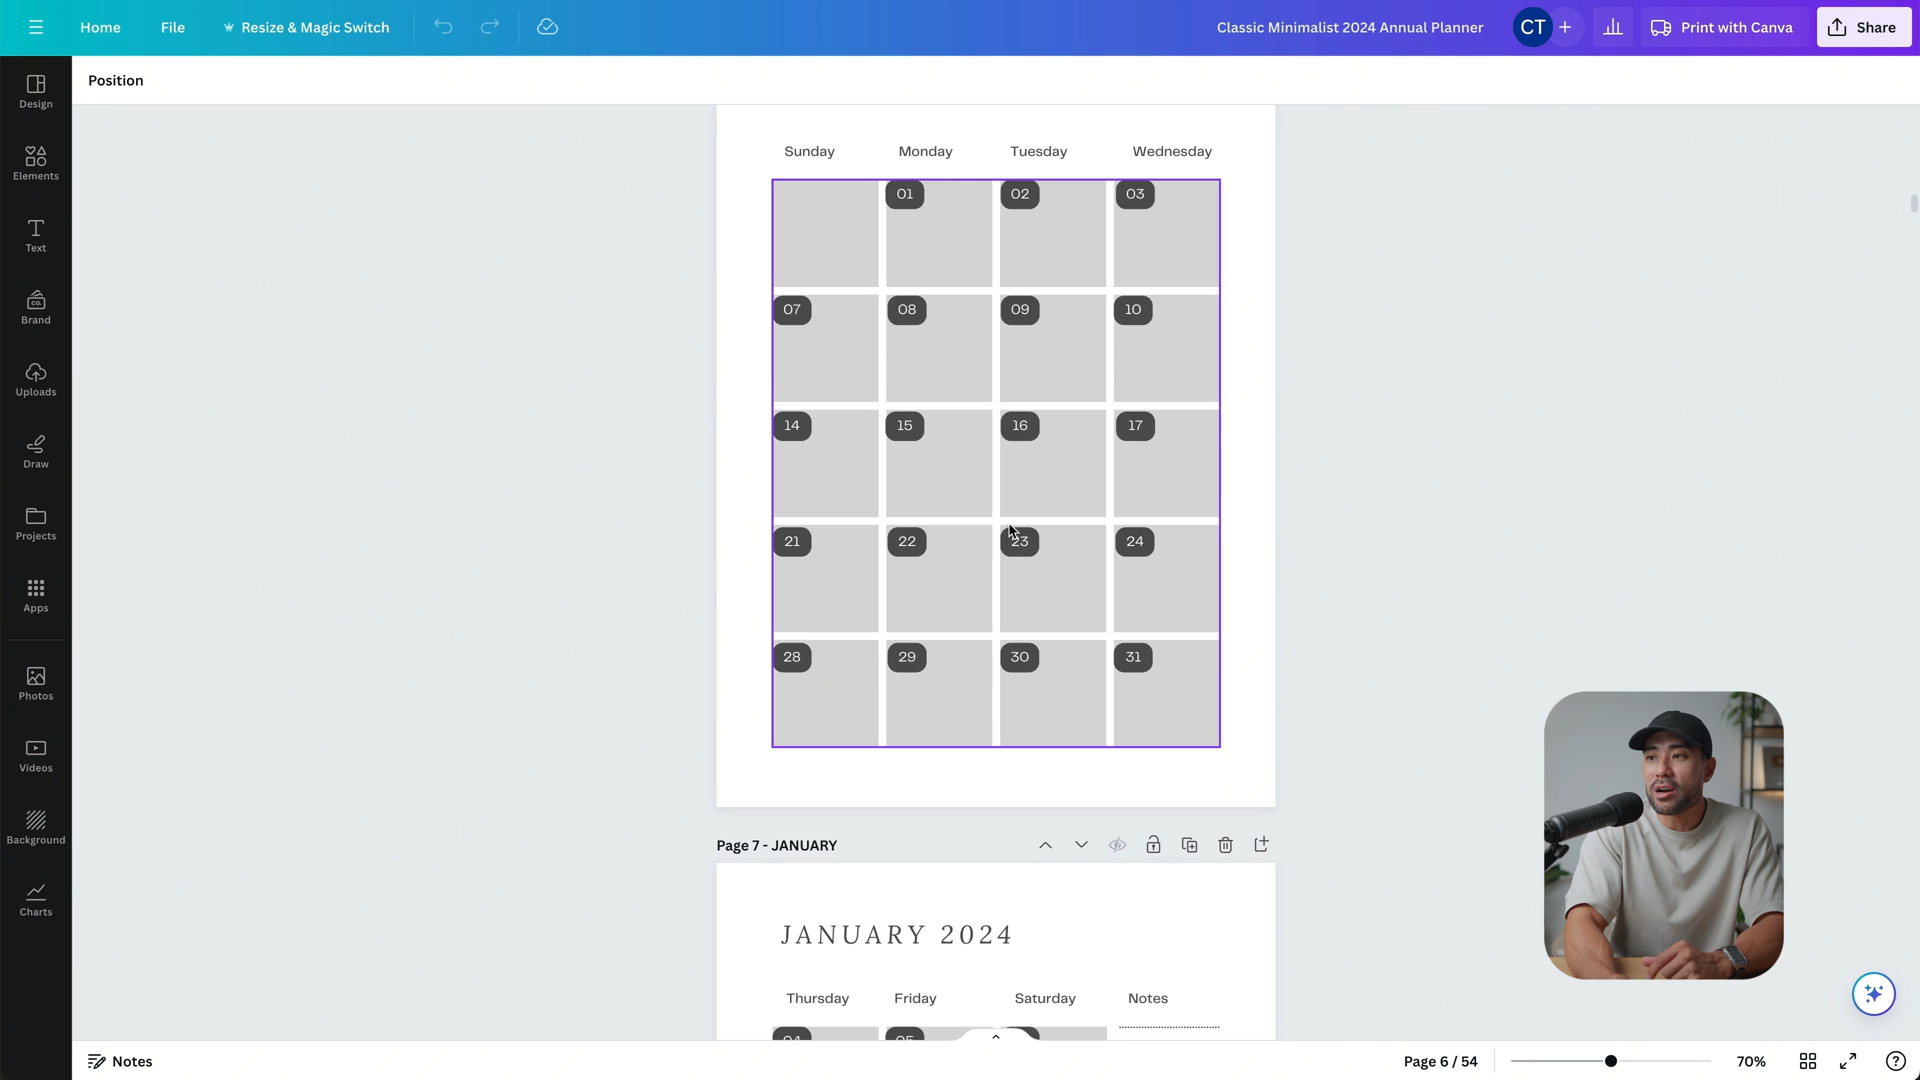 Home File Resize & Magic Switch Classic Minimalist 2024 Annual Planner CT Print with Canva Share
Position
Design
Elements
Text
Brand
Uploads
Draw
Projects
Apps
Photos
Videos
Background
Charts
Sunday Monday Tuesday Wednesday
01 02 03
07 08 09 10
14 15 16 17
21 22 23 24
28 29 30 31
Page 7 - JANUARY
JANUARY 2024
Thursday Friday Saturday Notes
04 05
Notes Page 6 / 54 70%